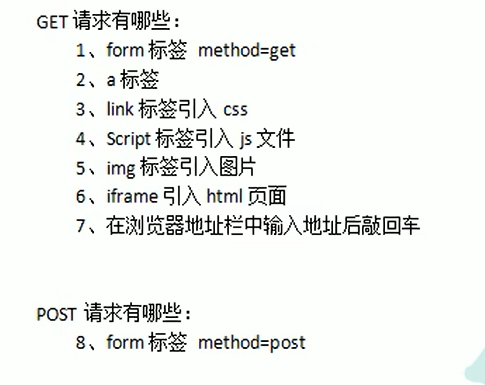 GET 请求有哪些：
1、form 标签 method=get
2、a 标签
3、link 标签引入 css
4、Script 标签引入 js 文件
5、img 标签引入图片
6、iframe 引入 html 页面
7、在浏览器地址栏中输入地址后敲回车
POST 请求有哪些：
8、form 标签 method=post